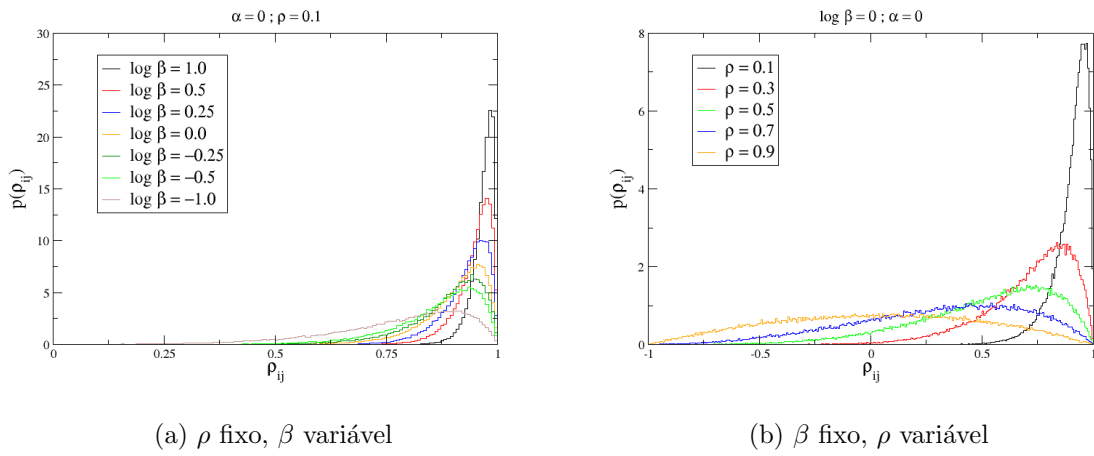 α = 0 ; ρ = 0.1
30
25
20
15
10
5
0
p(ρij)
log β = 1.0
log β = 0.5
log β = 0.25
log β = 0.0
log β = −0.25
log β = −0.5
log β = −1.0
0 0.25 0.5 0.75 1
ρij
(a) ρ fixo, β variável
log β = 0 ; α = 0
8
6
4
2
0
p(ρij)
ρ = 0.1
ρ = 0.3
ρ = 0.5
ρ = 0.7
ρ = 0.9
-1 -0.5 0 0.5 1
ρij
(b) β fixo, ρ variável